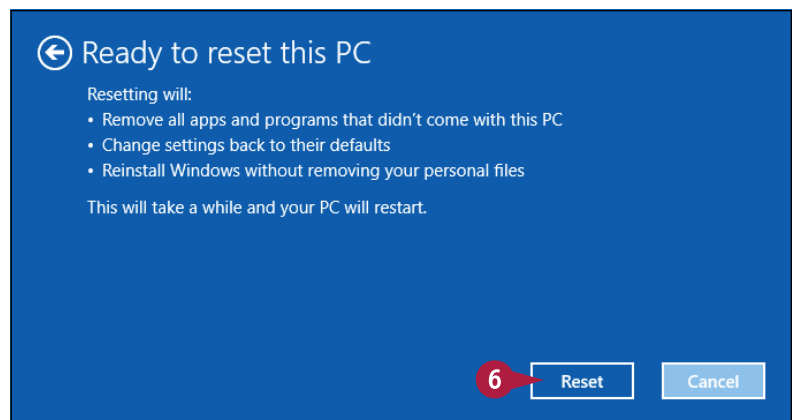 Ready to reset this PC
Resetting will:
• Remove all apps and programs that didn't come with this PC
• Change settings back to their defaults
• Reinstall Windows without removing your personal files
This will take a while and your PC will restart.
6 Reset Cancel